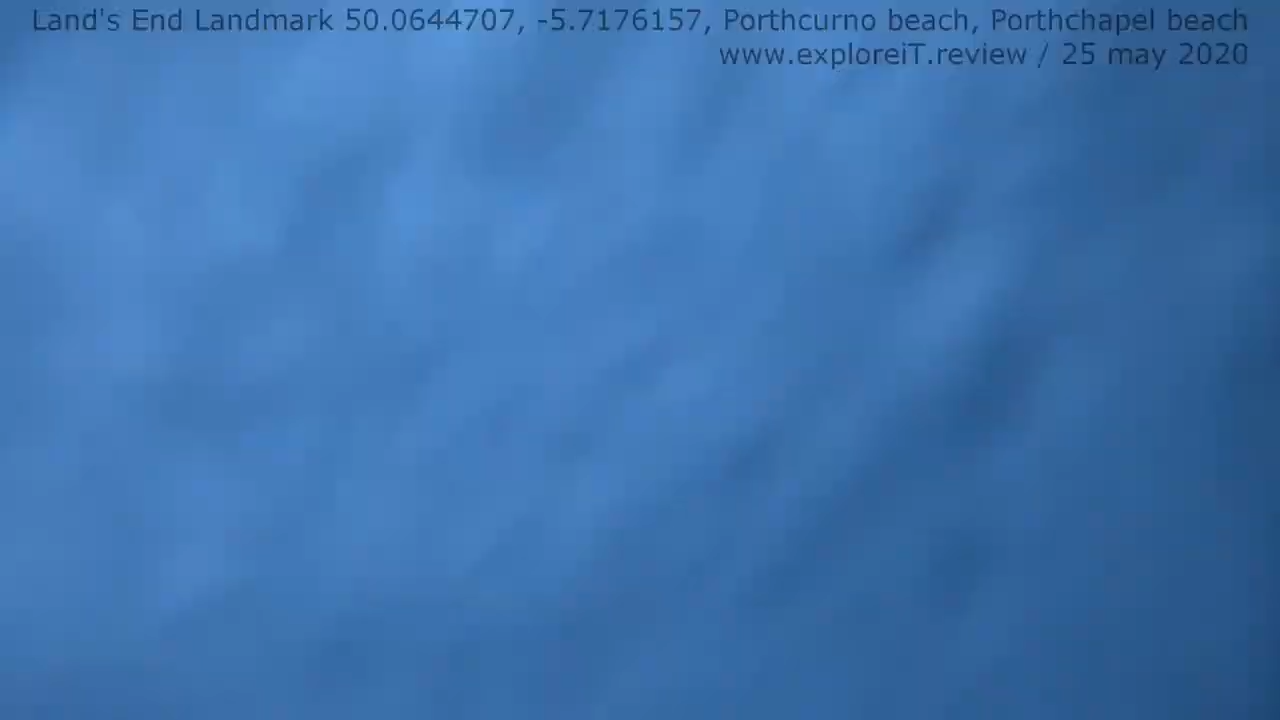 Land's End Landmark 50.0644707, -5.7176157, Porthcurno beach, Porthchapel beach
www.exploreiT.review / 25 may 2020